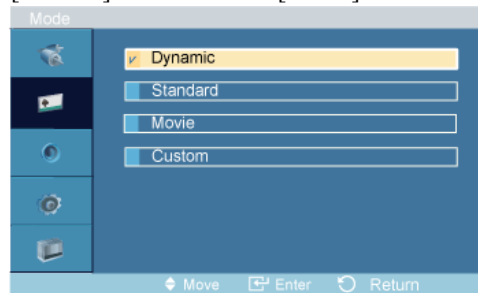 Mode
Dynamic
Standard
Movie
Custom
Move Enter Return